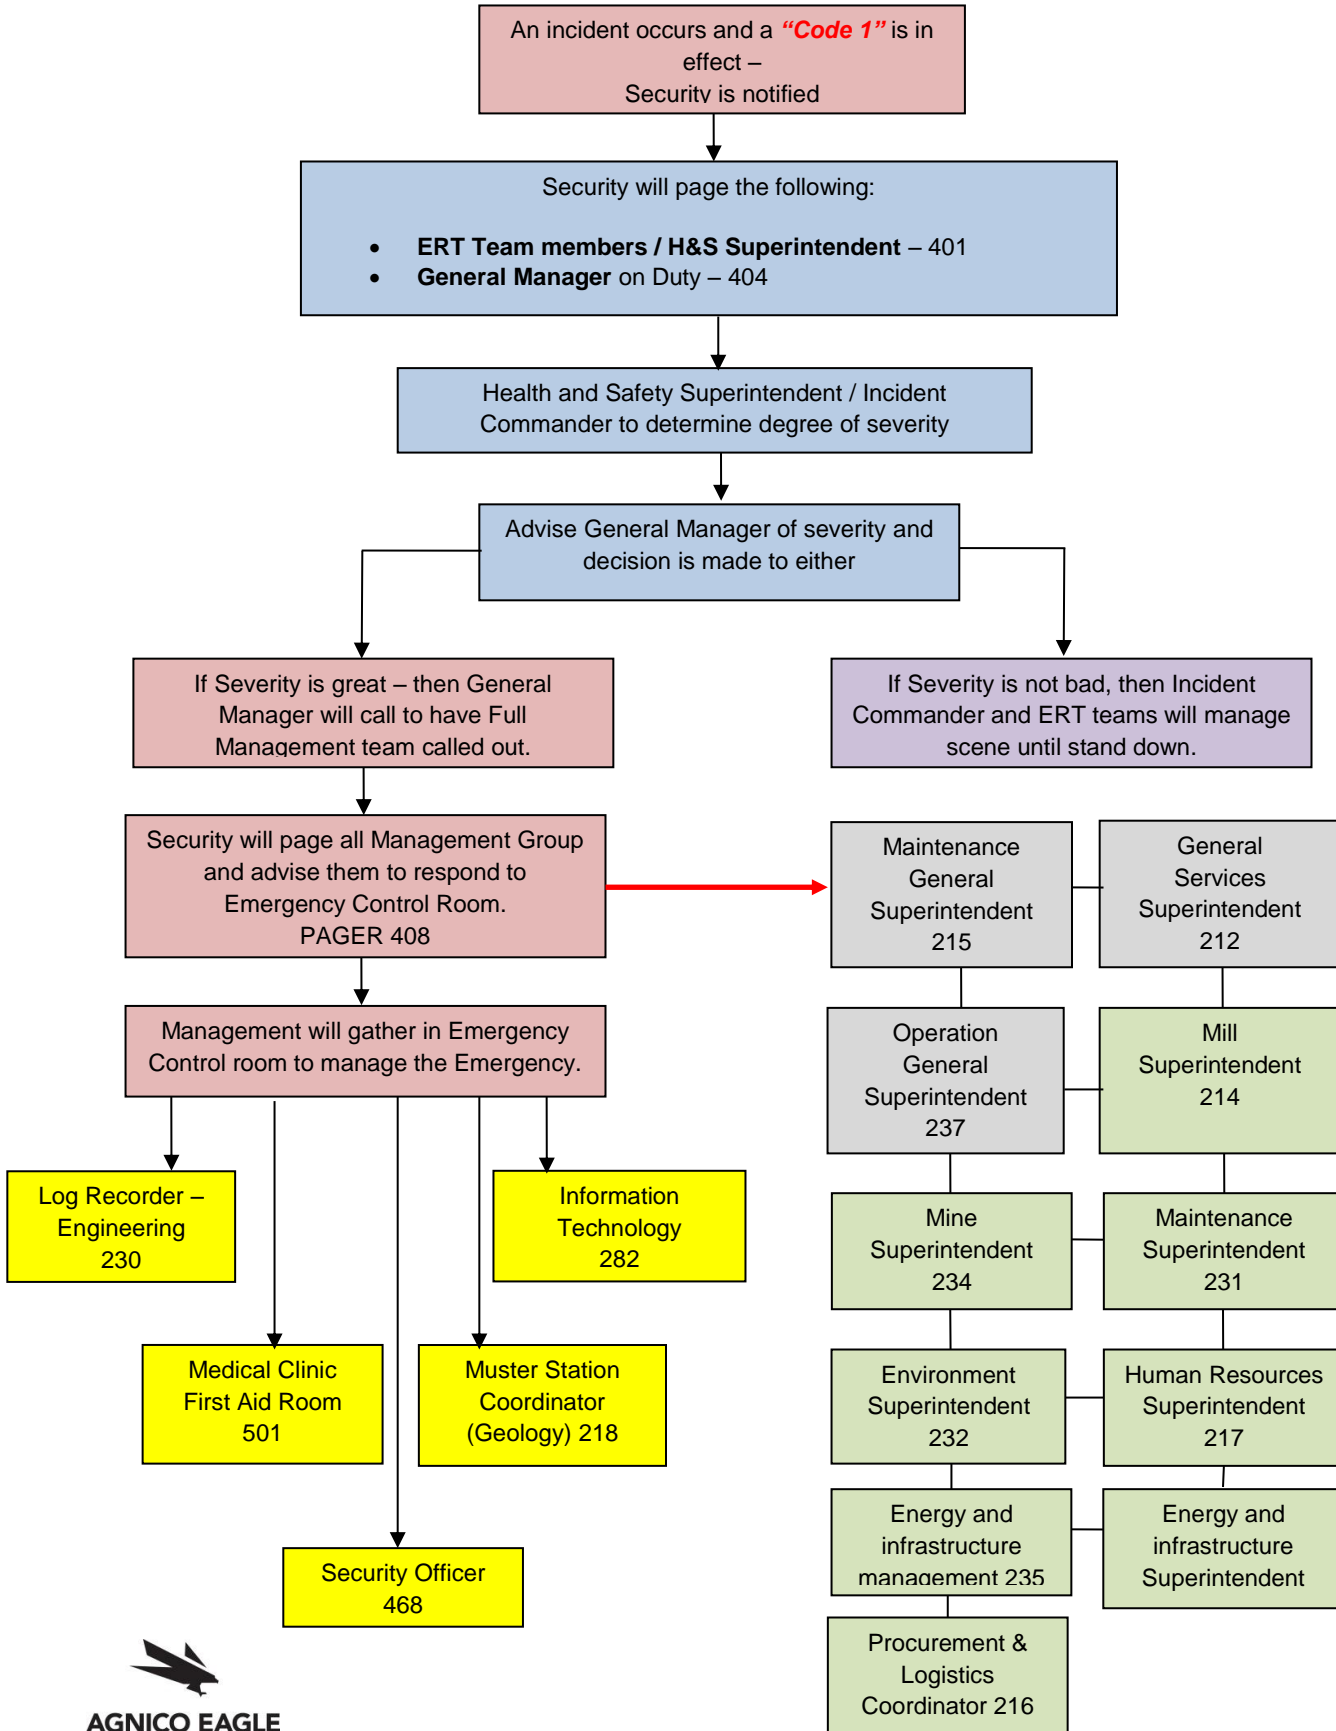 An incident occurs and a “Code 1” is in
effect –
Security is notified
Security will page the following:
• ERT Team members / H&S Superintendent – 401
• General Manager on Duty – 404
Health and Safety Superintendent / Incident
Commander to determine degree of severity
Advise General Manager of severity and
decision is made to either
If Severity is great – then General
Manager will call to have Full
Management team called out.
If Severity is not bad, then Incident
Commander and ERT teams will manage
scene until stand down.
Security will page all Management Group
and advise them to respond to
Emergency Control Room.
PAGER 408
Maintenance
General
Superintendent
215
General
Services
Superintendent
212
Management will gather in Emergency
Control room to manage the Emergency.
Operation
General
Superintendent
237
Mill
Superintendent
214
Log Recorder –
Engineering
230
Information
Technology
282
Mine
Superintendent
234
Maintenance
Superintendent
231
Medical Clinic
First Aid Room
501
Muster Station
Coordinator
(Geology) 218
Environment
Superintendent
232
Human Resources
Superintendent
217
Security Officer
468
Energy and
infrastructure
management 235
Energy and
infrastructure
Superintendent
Procurement &
Logistics
Coordinator 216
AGNICO EAGLE